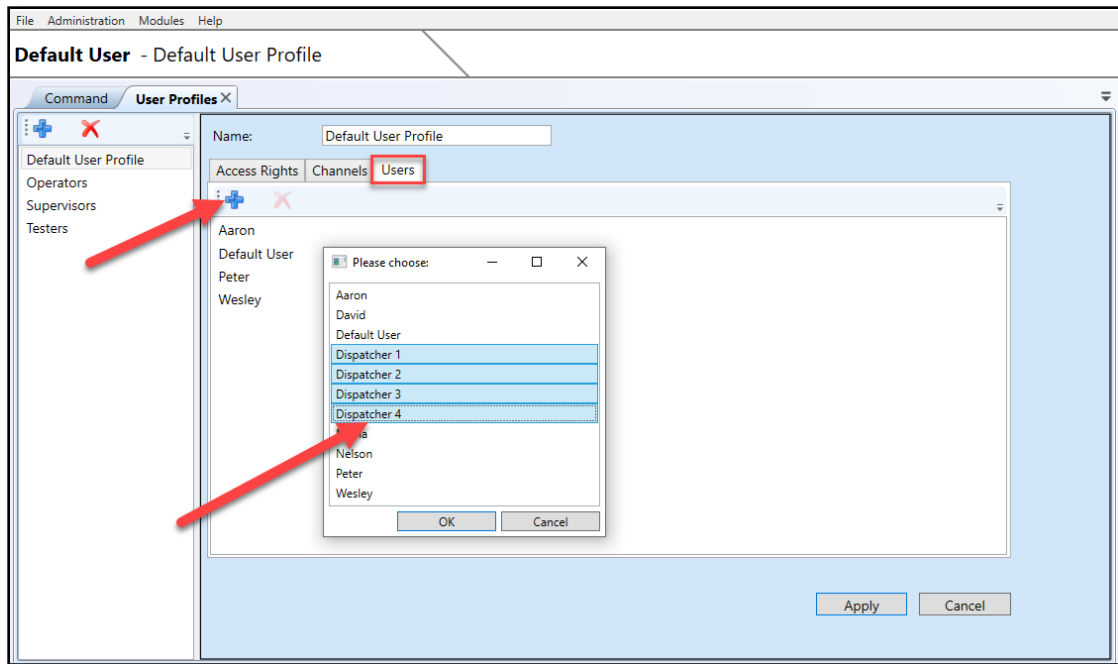 File Administration Modules Help
Default User - Default User Profile
Command User Profiles
Name: Default User Profile
Default User Profile
Operators
Supervisors
Testers
Access Rights Channels Users
Aaron
Default User
Peter
Wesley
Please choose:
Aaron
David
Default User
Dispatcher 1
Dispatcher 2
Dispatcher 3
Dispatcher 4
Nelson
Peter
Wesley
OK Cancel
Apply Cancel